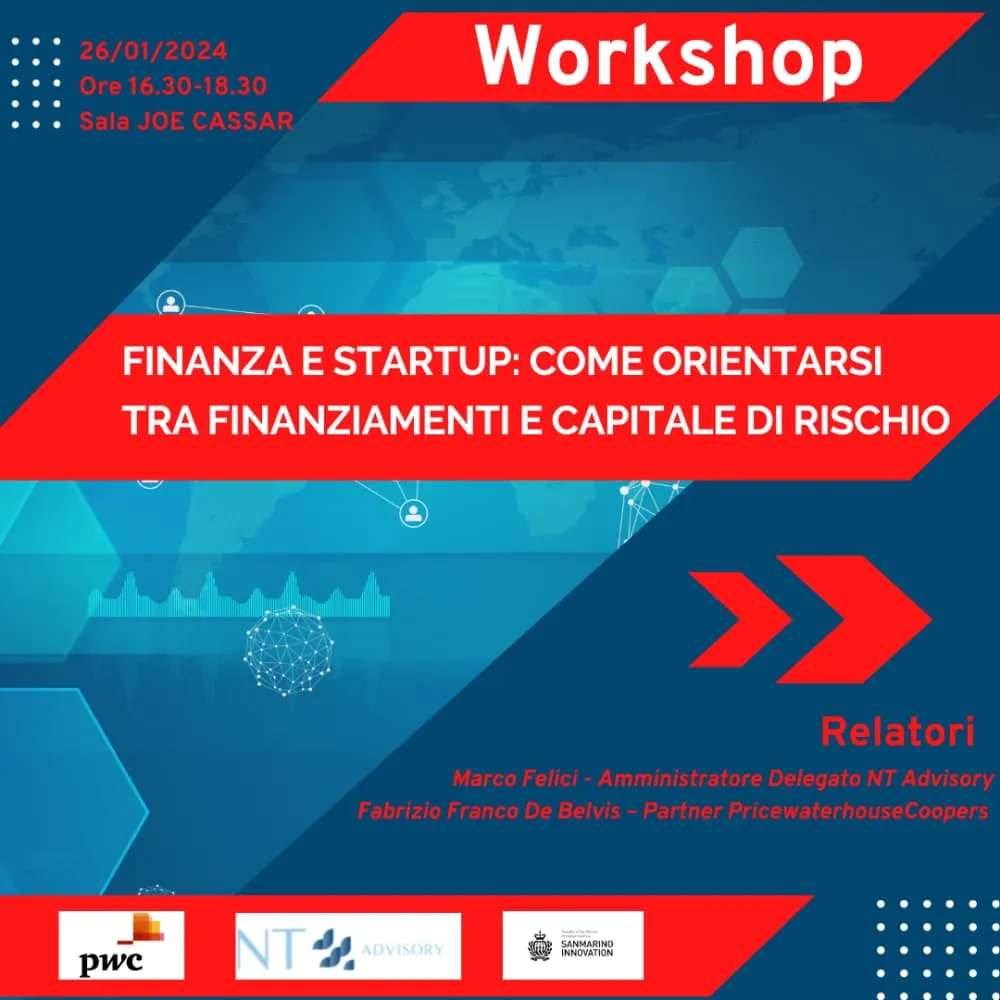 26/01/2024
Ore 16.30-18.30
Sala JOE CASSAR
Workshop
FINANZA E STARTUP: COME ORIENTARSI
TRA FINANZIAMENTI E CAPITALE DI RISCHIO
Relatori
Marco Felici - Amministratore Delegato NT Advisory
Fabrizio Franco De Belvis – Partner PricewaterhouseCoopers
pwc
NT ADVISORY
SANMARINO
INNOVATION